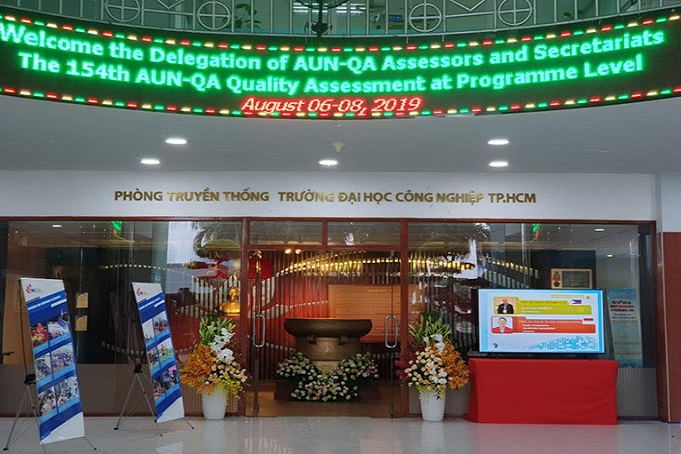 Welcome the Delegation of AUN-QA Assessors and Secretariats
The 154th AUN-QA Quality Assessment at Programme Level
August 06-08, 2019
PHÒNG TRUYỀN THỐNG TRƯỜNG ĐẠI HỌC CÔNG NGHIỆP TP.HCM